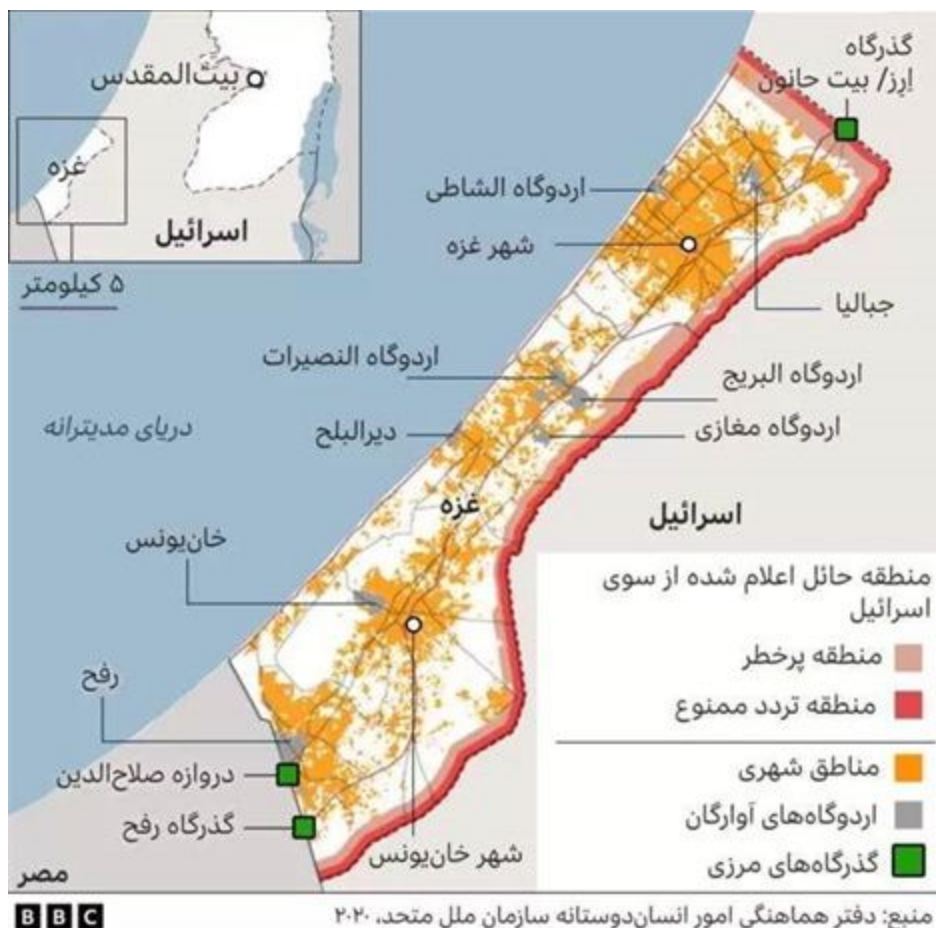 بیت‌المقدس
غزه
اسرائیل
۵ کیلومتر
گذرگاه
اِرِز/ بیت حانون
اردوگاه الشاطی
شهر غزه
جبالیا
اردوگاه النصیرات
اردوگاه البریج
اردوگاه مغازی
دیرالبلح
دریای مدیترانه
غزه
اسرائیل
خان‌یونس
رفح
دروازه صلاح‌الدین
گذرگاه رفح
شهر خان‌یونس
مصر
منطقه حائل اعلام شده از سوی
اسرائیل
منطقه پرخطر
منطقه تردد ممنوع
مناطق شهری
اردوگاه‌های آوارگان
گذرگاه‌های مرزی
منبع: دفتر هماهنگی امور انسان‌دوستانه سازمان ملل متحد، ۲۰۲۰
BBC